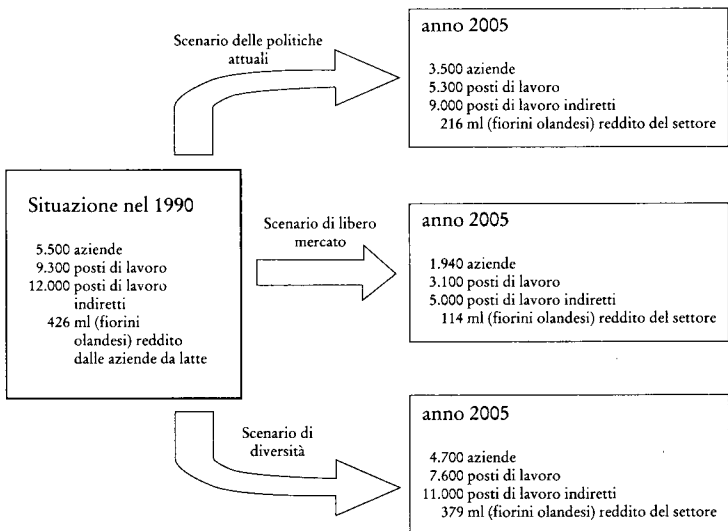 Scenario delle politiche
attuali
anno 2005
3.500 aziende
5.300 posti di lavoro
9.000 posti di lavoro indiretti
216 ml (fiorini olandesi) reddito del settore
Situazione nel 1990
5.500 aziende
9.300 posti di lavoro
12.000 posti di lavoro
indiretti
426 ml (fiorini
olandesi) reddito
dalle aziende da latte
Scenario di libero
mercato
anno 2005
1.940 aziende
3.100 posti di lavoro
5.000 posti di lavoro indiretti
114 ml (fiorini olandesi) reddito del settore
Scenario di
diversità
anno 2005
4.700 aziende
7.600 posti di lavoro
11.000 posti di lavoro indiretti
379 ml (fiorini olandesi) reddito del settore